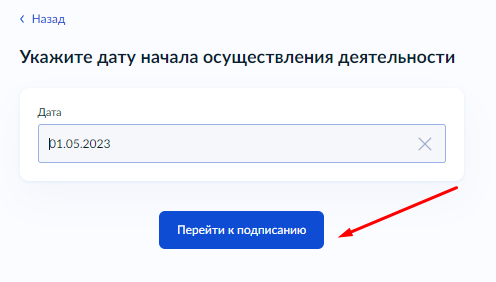 Назад
Укажите дату начала осуществления деятельности
Дата
01.05.2023
Перейти к подписанию